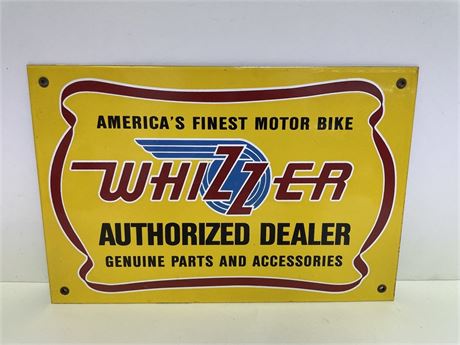 AMERICA'S FINEST MOTOR BIKE
WHIZZER
AUTHORIZED DEALER
GENUINE PARTS AND ACCESSORIES